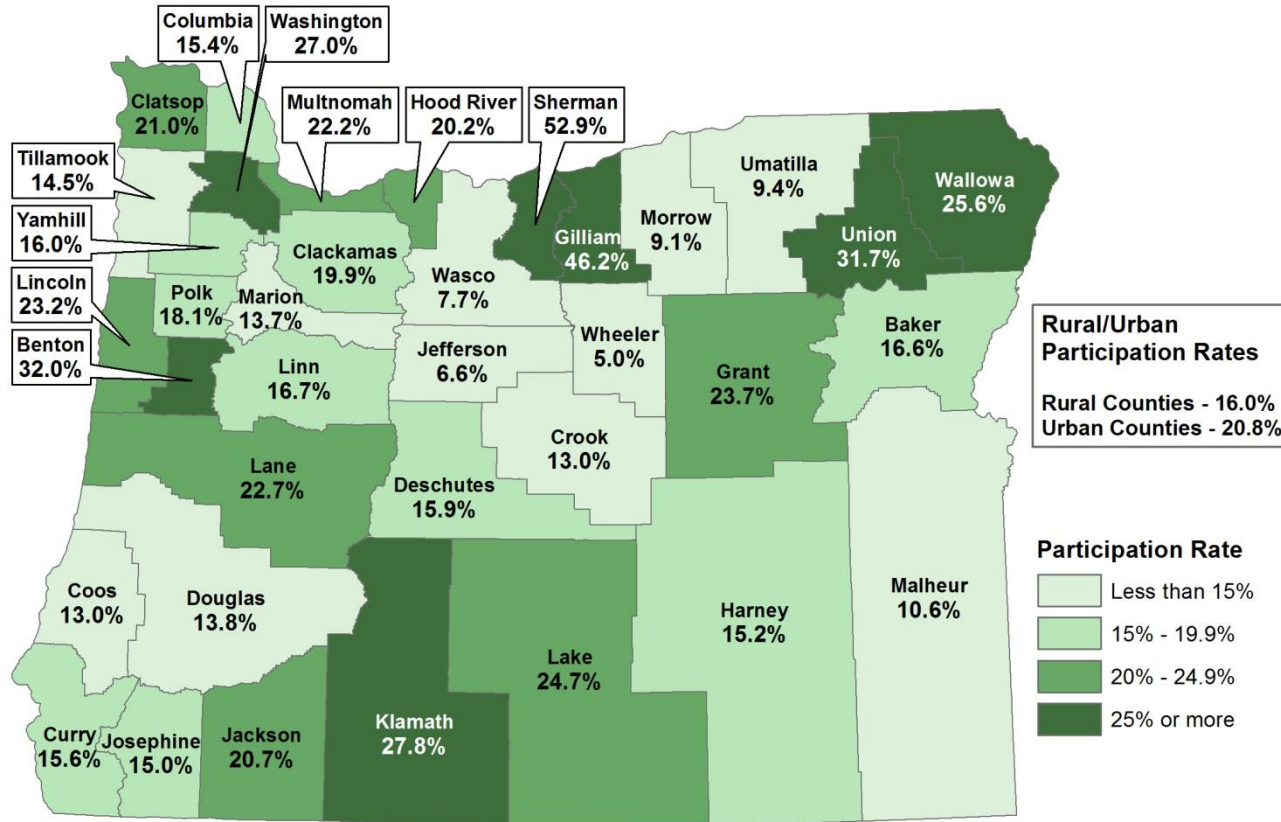 Columbia
15.4%
Washington
27.0%
Clatsop
21.0%
Multnomah
22.2%
Hood River
20.2%
Sherman
52.9%
Tillamook
14.5%
Umatilla
9.4%
Wallowa
25.6%
Yamhill
16.0%
Clackamas
19.9%
Gilliam
46.2%
Morrow
9.1%
Union
31.7%
Lincoln
23.2%
Polk
18.1%
Marion
13.7%
Wasco
7.7%
Wheeler
5.0%
Baker
16.6%
Benton
32.0%
Linn
16.7%
Jefferson
6.6%
Grant
23.7%
Rural/Urban
Participation Rates
Rural Counties - 16.0%
Urban Counties - 20.8%
Lane
22.7%
Deschutes
15.9%
Crook
13.0%
Coos
13.0%
Douglas
13.8%
Harney
15.2%
Malheur
10.6%
Participation Rate
Less than 15%
15% - 19.9%
20% - 24.9%
25% or more
Curry
15.6%
Josephine
15.0%
Jackson
20.7%
Klamath
27.8%
Lake
24.7%